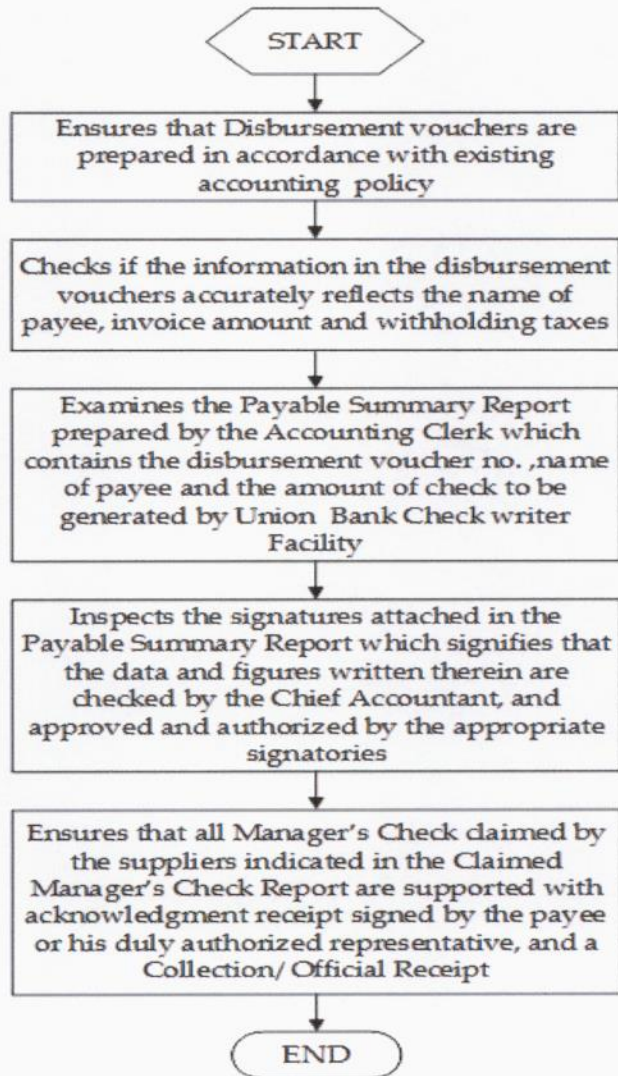 START
Ensures that Disbursement vouchers are
prepared in accordance with existing
accounting policy
Checks if the information in the disbursement
vouchers accurately reflects the name of
payee, invoice amount and withholding taxes
Examines the Payable Summary Report
prepared by the Accounting Clerk which
contains the disbursement voucher no. ,name
of payee and the amount of check to be
generated by Union Bank Check writer
Facility
Inspects the signatures attached in the
Payable Summary Report which signifies that
the data and figures written therein are
checked by the Chief Accountant, and
approved and authorized by the appropriate
signatories
Ensures that all Manager's Check claimed by
the suppliers indicated in the Claimed
Manager's Check Report are supported with
acknowledgment receipt signed by the payee
or his duly authorized representative, and a
Collection/ Official Receipt
END